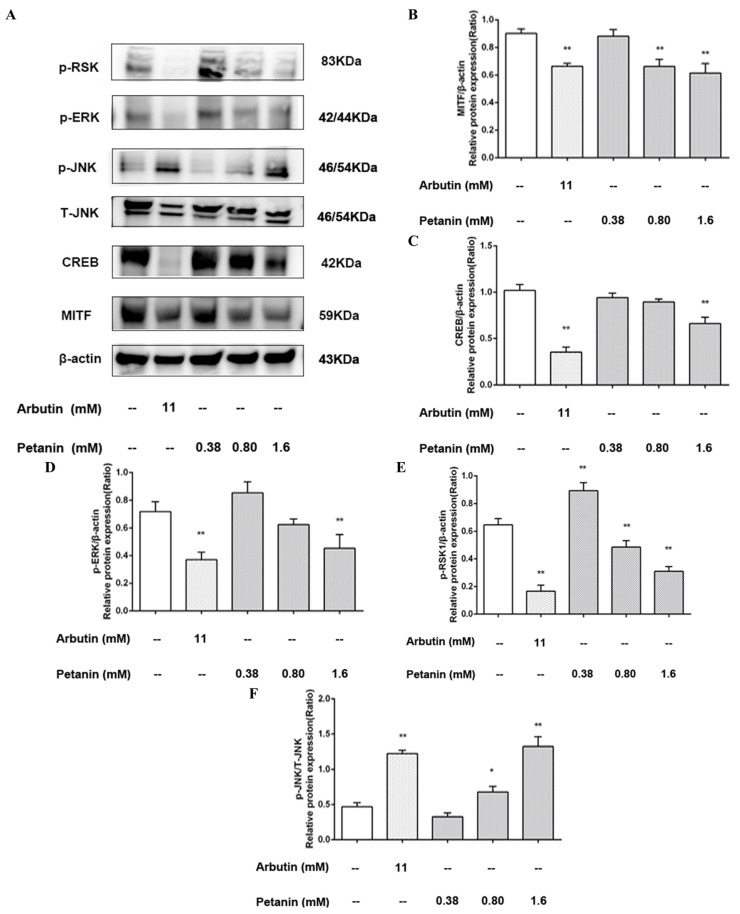 A
p-RSK 83KDa
p-ERK 42/44KDa
p-JNK 46/54KDa
T-JNK 46/54KDa
CREB 42KDa
MITF 59KDa
β-actin 43KDa
Arbutin (mM) -- 11 -- -- --
Petanin (mM) -- -- 0.38 0.80 1.6
B
MITF/β-actin
Relative protein expression(Ratio)
1.0
0.8
0.6
0.4
0.2
0.0
** ** **
Arbutin (mM) -- 11 -- -- --
Petanin (mM) -- -- 0.38 0.80 1.6
C
CREB/β-actin
Relative protein expression(Ratio)
1.5
1.0
0.5
0.0
** **
Arbutin (mM) -- 11 -- -- --
Petanin (mM) -- -- 0.38 0.80 1.6
D
p-ERK/β-actin
Relative protein expression(Ratio)
1.0
0.8
0.6
0.4
0.2
0.0
** **
Arbutin (mM) -- 11 -- -- --
Petanin (mM) -- -- 0.38 0.80 1.6
E
p-RSK1/β-actin
Relative protein expression(Ratio)
1.0
0.8
0.6
0.4
0.2
0.0
** ** ** **
Arbutin (mM) -- 11 -- -- --
Petanin (mM) -- -- 0.38 0.80 1.6
F
p-JNK/T-JNK
Relative protein expression(Ratio)
2.0
1.5
1.0
0.5
0.0
** * **
Arbutin (mM) -- 11 -- -- --
Petanin (mM) -- -- 0.38 0.80 1.6